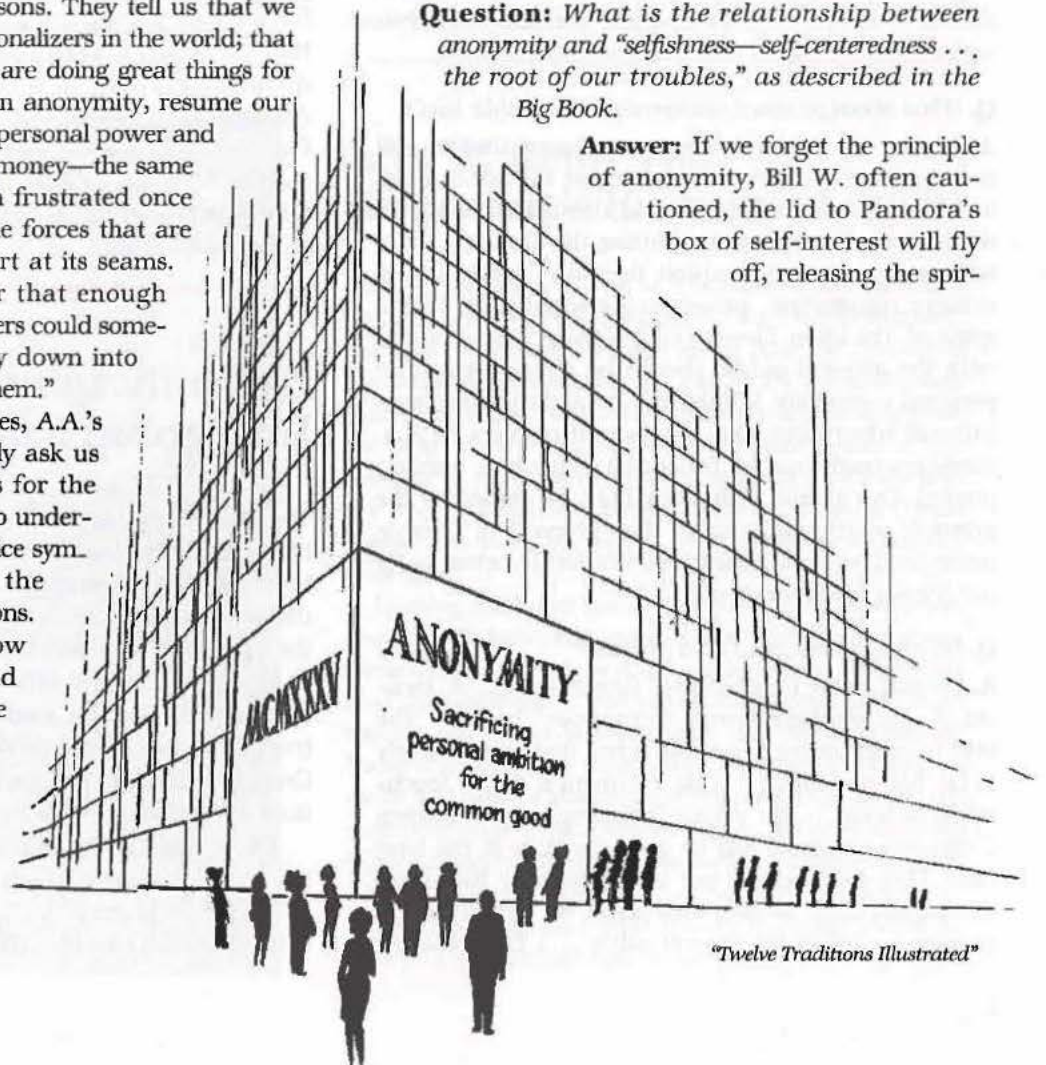 sons. They tell us that we
onalizers in the world; that
are doing great things for
n anonymity, resume our
personal power and
money—the same
n frustrated once
e forces that are
rt at its seams.
r that enough
ers could some-
y down into
em."
es, A.A.'s
ly ask us
s for the
o under-
ice sym-
the
ons.
ow
d
e
Question: What is the relationship between
anonymity and "selfishness—self-centeredness . . .
the root of our troubles," as described in the
Big Book.
Answer: If we forget the principle
of anonymity, Bill W. often cau-
tioned, the lid to Pandora's
box of self-interest will fly
off, releasing the spir-
MCMXXXV
ANONYMITY
Sacrificing
personal ambition
for the
common good
"Twelve Traditions Illustrated"